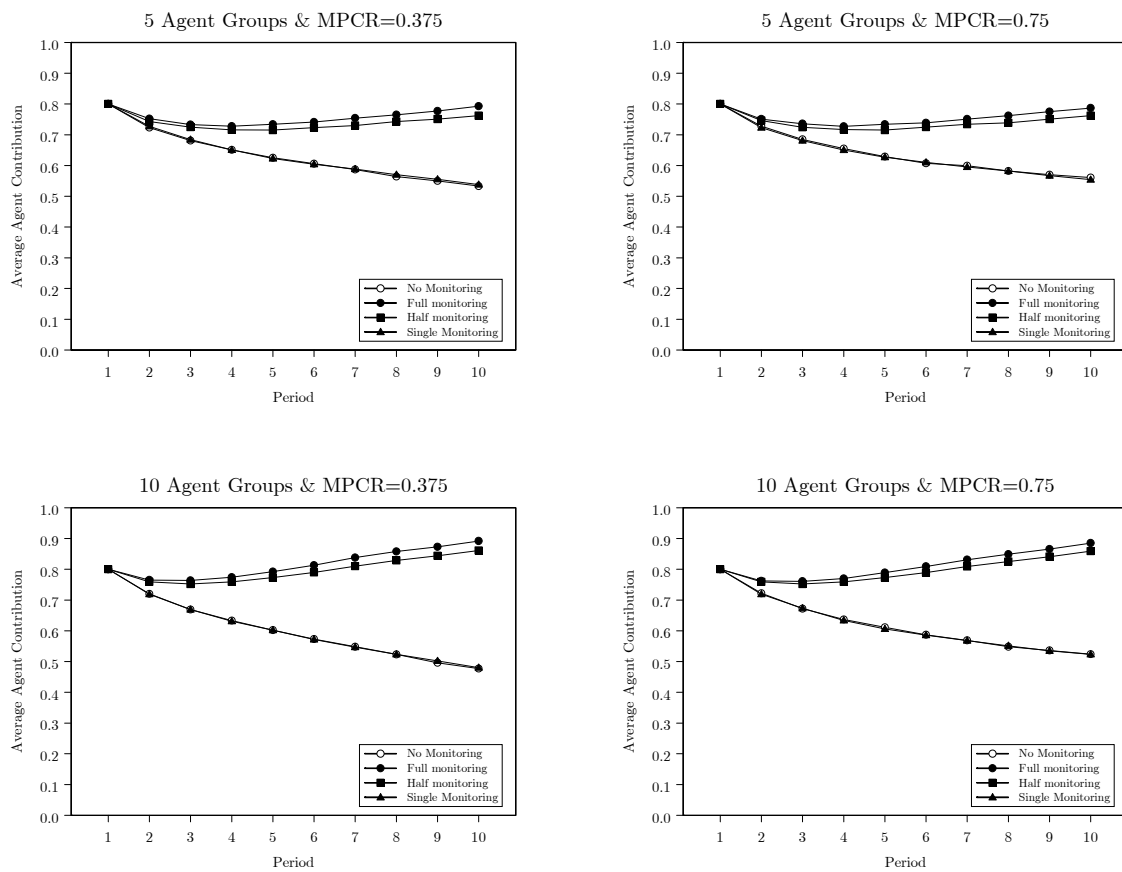 5 Agent Groups & MPCR=0.375
Average Agent Contribution
1.0
0.9
0.8
0.7
0.6
0.5
0.4
0.3
0.2
0.1
0.0
No Monitoring
Full monitoring
Half monitoring
Single Monitoring
1 2 3 4 5 6 7 8 9 10
Period
5 Agent Groups & MPCR=0.75
Average Agent Contribution
1.0
0.9
0.8
0.7
0.6
0.5
0.4
0.3
0.2
0.1
0.0
No Monitoring
Full monitoring
Half monitoring
Single Monitoring
1 2 3 4 5 6 7 8 9 10
Period
10 Agent Groups & MPCR=0.375
Average Agent Contribution
1.0
0.9
0.8
0.7
0.6
0.5
0.4
0.3
0.2
0.1
0.0
No Monitoring
Full monitoring
Half monitoring
Single Monitoring
1 2 3 4 5 6 7 8 9 10
Period
10 Agent Groups & MPCR=0.75
Average Agent Contribution
1.0
0.9
0.8
0.7
0.6
0.5
0.4
0.3
0.2
0.1
0.0
No Monitoring
Full monitoring
Half monitoring
Single Monitoring
1 2 3 4 5 6 7 8 9 10
Period